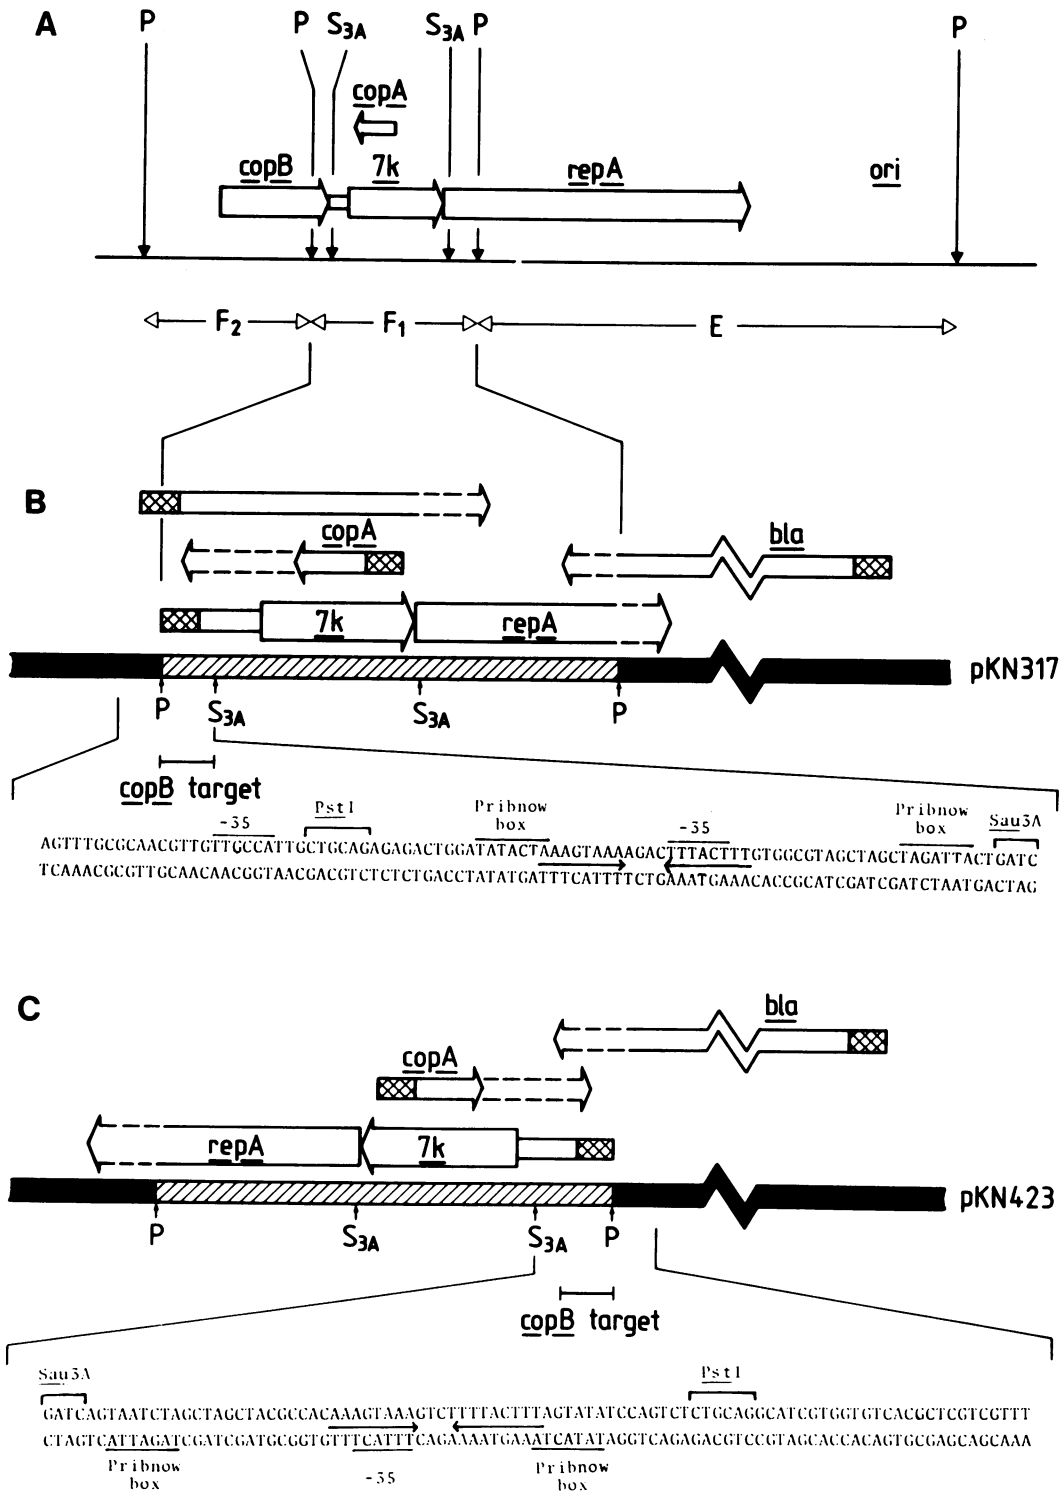 A
P P S3A S3A P P
copA
copB 7k repA ori
F2 F1 E
B
copA bla
7k repA
pKN317
P S3A S3A P
copB target
-35 PstI Pribnow box -35 Pribnow box Sau3A
AGTTTGCGCAACGTTGTTGCCATTGCTGCAGAGAGACTGGATATACTAAAGTAAAAGACTTTACTTTGTGGCGTAGCTAGCTAGATTACTGATC
TCAAACGCGTTGCAACAACGGTAACGACGTCTCTCTGACCTATATGATTTCATTTTCTGAAATGAAACACCGCATCGATCGATCTAATGACTAG
C
bla
copA
repA 7k
pKN423
P S3A S3A P
copB target
Sau3A PstI
GATCAGTAATCTAGCTAGCTACGCCACAAAGTAAAGTCTTTTACTTTAGTATATCCAGTCTCTGCAGGCATCGTGGTGTCACGCTCGTCGTTT
CTAGTCATTAGATCGATCGATGCGGTGTTTCATTTCAGAAAATGAAATCATATAGGTCAGAGACGTCCGTAGCACCACAGTGCGAGCAGCAAA
Pribnow box -35 Pribnow box